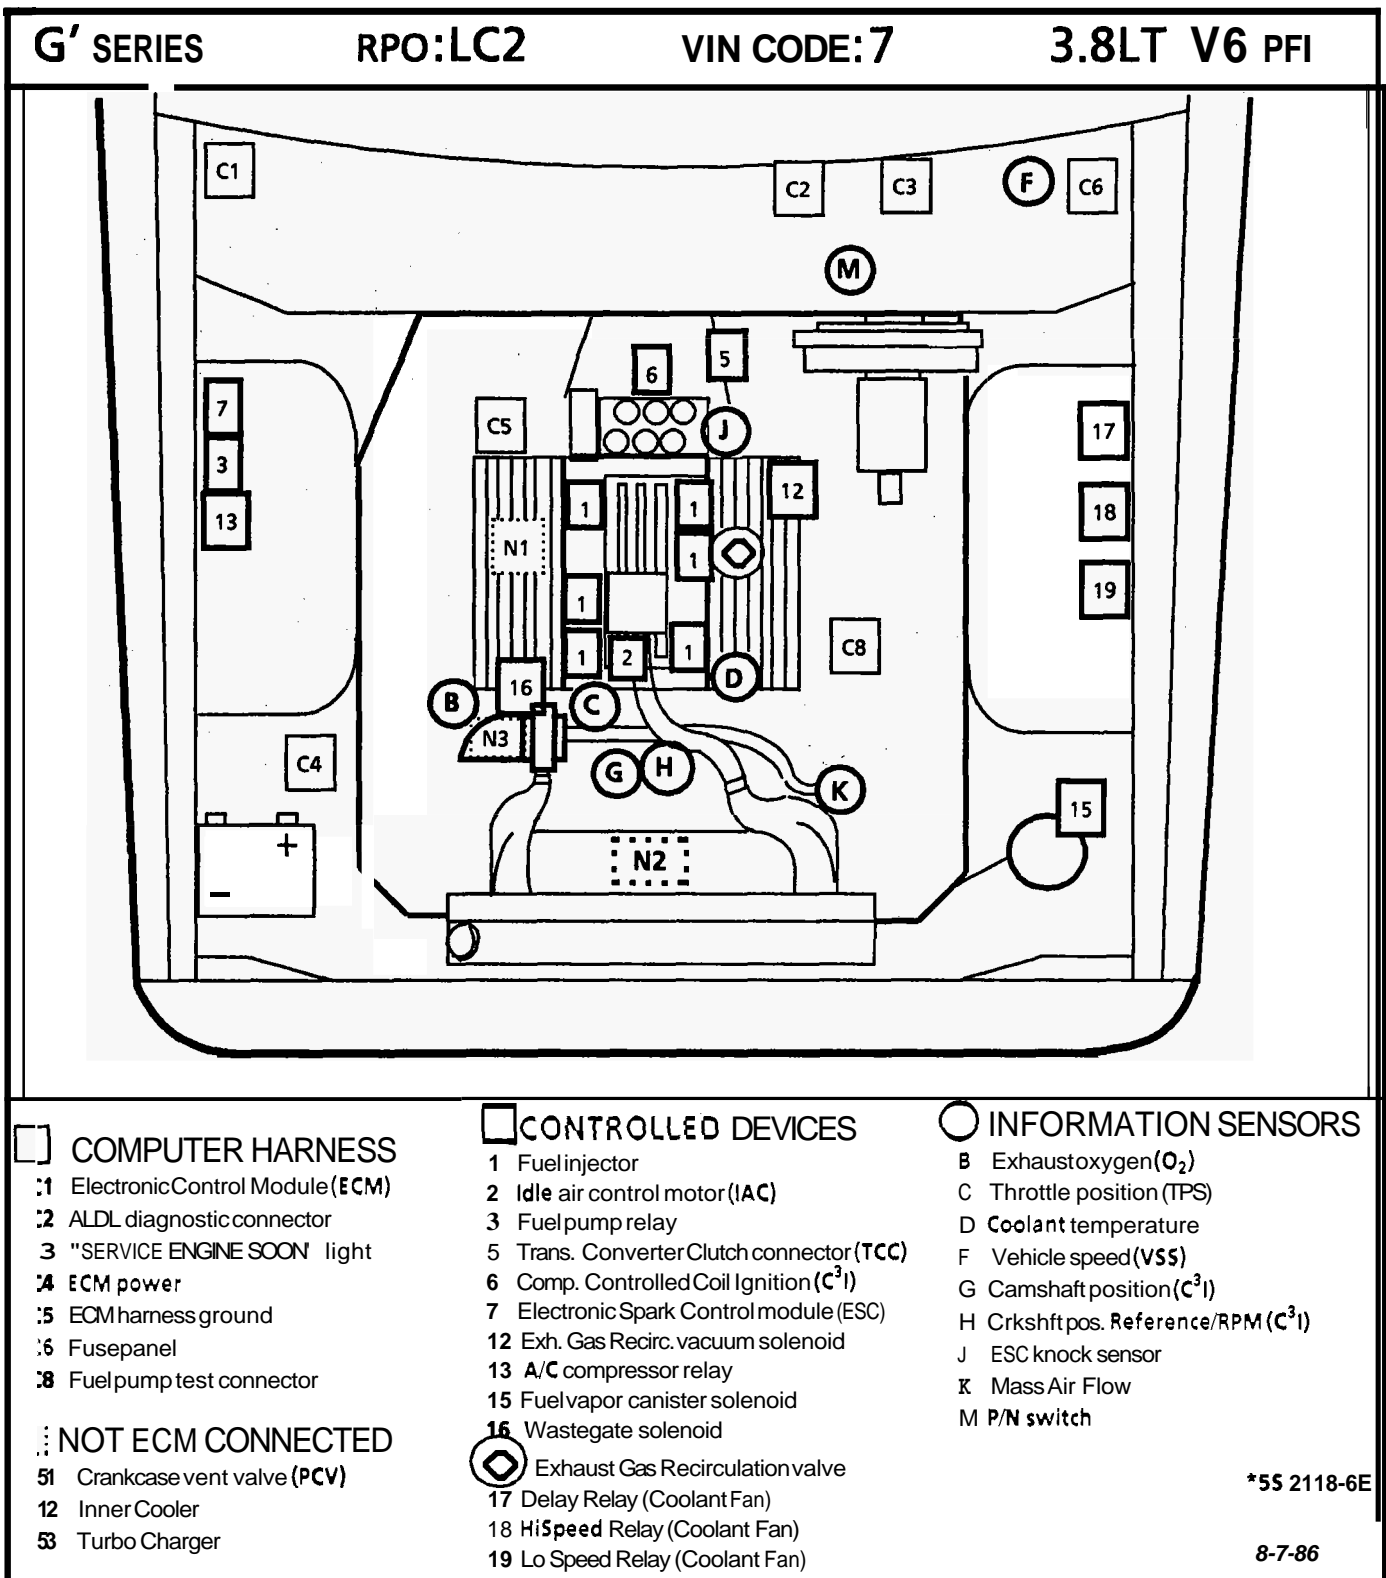 G' SERIES RPO:LC2 VIN CODE:7 3.8LT V6 PFI
C1
C2
C3
F
C6
M
5
6
7
C5
J
17
3
12
13
1
1
18
N1
1
19
1
1
2
1
C8
16
D
B
C
N3
C4
G
H
K
15
+
-
N2
COMPUTER HARNESS
:1 Electronic Control Module (ECM)
:2 ALDL diagnostic connector
3 "SERVICE ENGINE SOON' light
:4 ECM power
:5 ECM harness ground
:6 Fuse panel
:8 Fuel pump test connector
NOT ECM CONNECTED
51 Crankcase vent valve (PCV)
12 Inner Cooler
53 Turbo Charger
CONTROLLED DEVICES
1 Fuel injector
2 Idle air control motor (IAC)
3 Fuel pump relay
5 Trans. Converter Clutch connector (TCC)
6 Comp. Controlled Coil Ignition (C³I)
7 Electronic Spark Control module (ESC)
12 Exh. Gas Recirc. vacuum solenoid
13 A/C compressor relay
15 Fuel vapor canister solenoid
16 Wastegate solenoid
Exhaust Gas Recirculation valve
17 Delay Relay (Coolant Fan)
18 Hi Speed Relay (Coolant Fan)
19 Lo Speed Relay (Coolant Fan)
INFORMATION SENSORS
B Exhaust oxygen (O₂)
C Throttle position (TPS)
D Coolant temperature
F Vehicle speed (VSS)
G Camshaft position (C³I)
H Crkshft pos. Reference/RPM (C³I)
J ESC knock sensor
K Mass Air Flow
M P/N switch
*5S 2118-6E
8-7-86